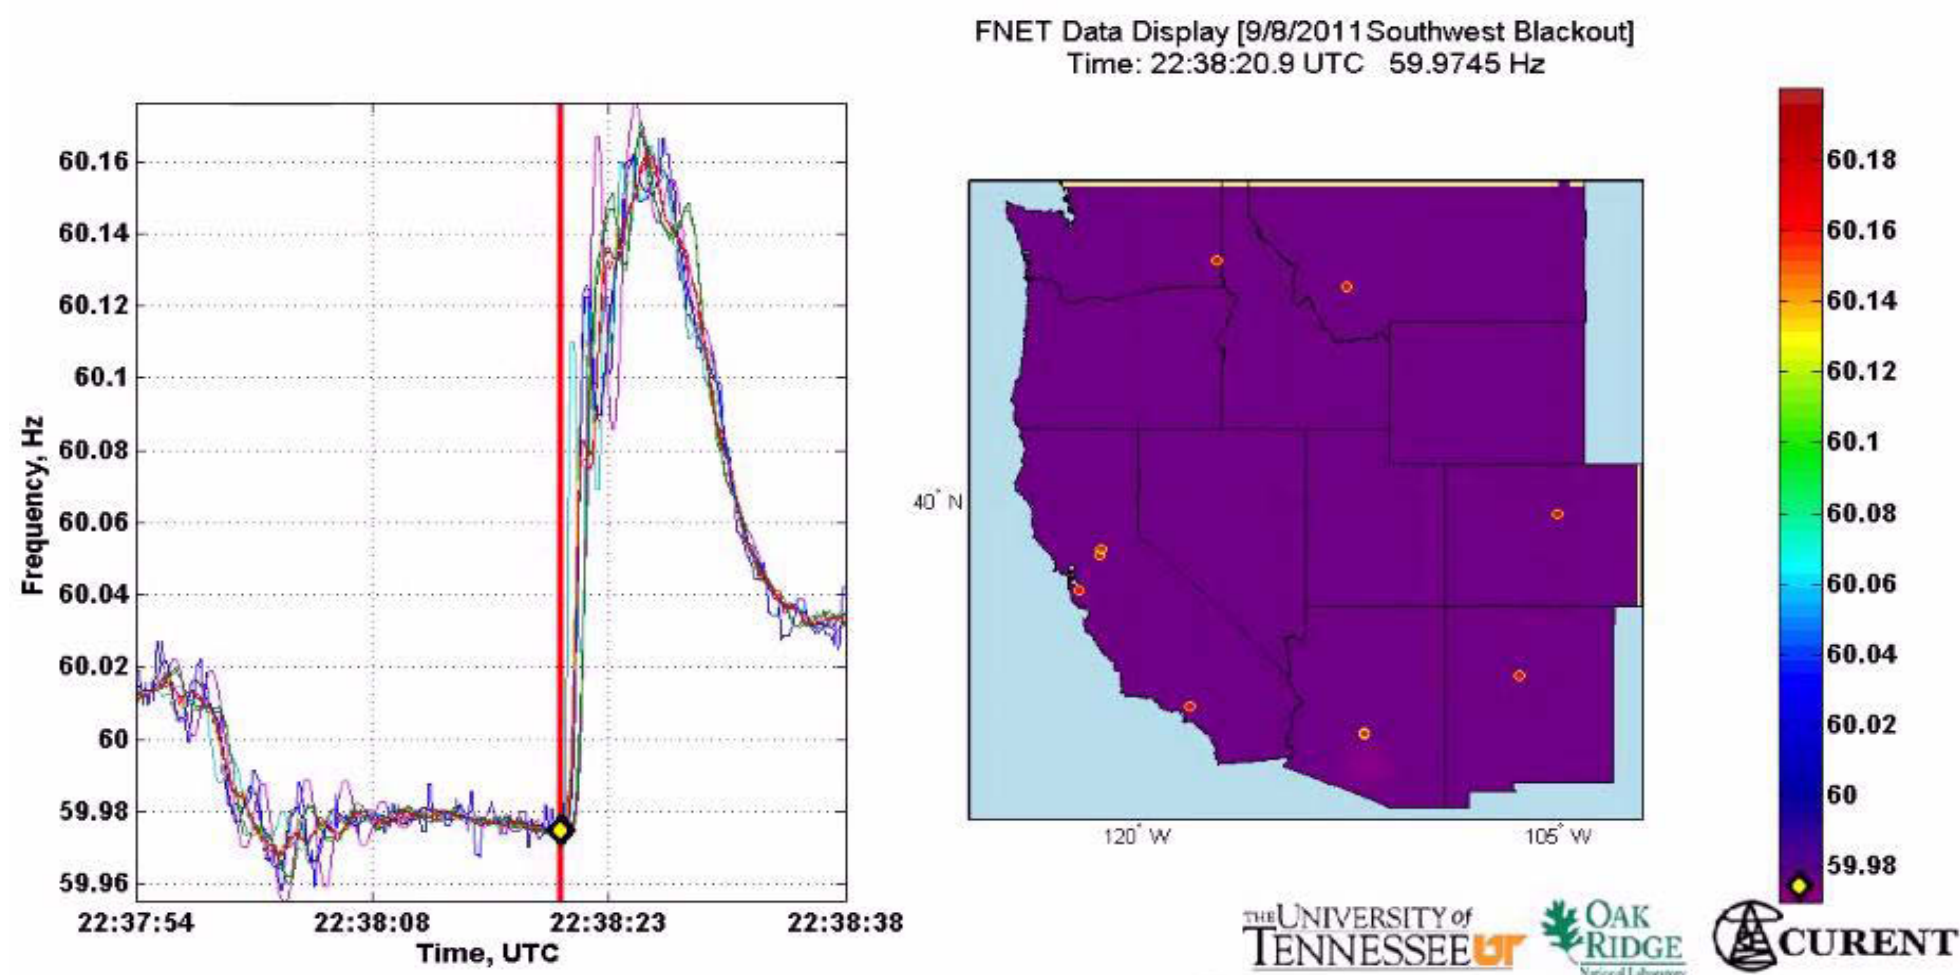 FNET Data Display [9/8/2011Southwest Blackout]
Time: 22:38:20.9 UTC 59.9745 Hz
60.16
60.14
60.12
60.1
60.08
60.06
60.04
60.02
60
59.98
59.96
Frequency, Hz
22:37:54
22:38:08
22:38:23
22:38:38
Time, UTC
40° N
120° W
105° W
60.18
60.16
60.14
60.12
60.1
60.08
60.06
60.04
60.02
60
59.98
THE UNIVERSITY of
TENNESSEE UT
OAK
RIDGE
National Laboratory
CURENT